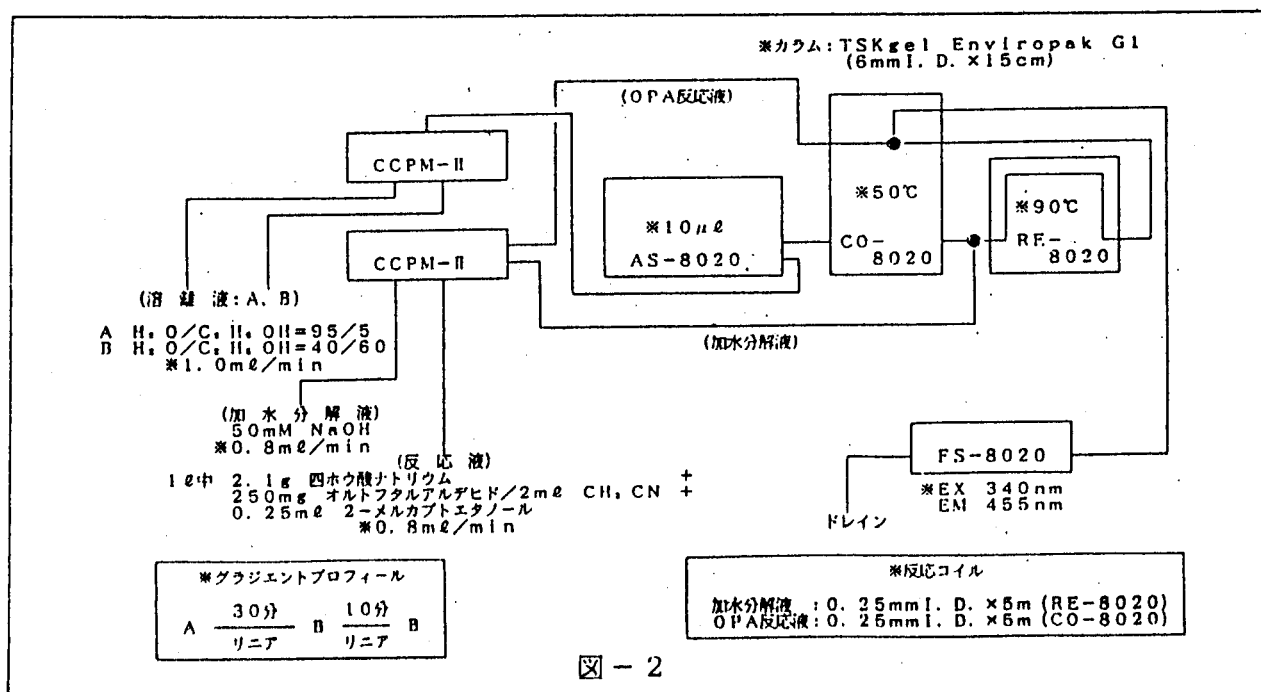 ※カラム:TSKgel Enviropak G1
(6mmI. D. ×15cm)
(OPA反応液)
CCPM-Ⅱ
CCPM-Ⅱ
※10μℓ
AS-8020
※50℃
CO-
8020
※90℃
RE-
8020
(溶 離 液:A, B)
A H₂O/C₂H₅OH=95/5
B H₂O/C₂H₅OH=40/60
※1. 0mℓ/min
(加水分解液)
(加 水 分 解 液)
50mM NaOH
※0. 8mℓ/min
(反 応 液)
1ℓ中 2. 1g 四ホウ酸ナトリウム +
250mg オルトフタルアルデヒド/2mℓ CH₃CN +
0. 25mℓ 2-メルカプトエタノール
※0. 8mℓ/min
FS-8020
※EX 340nm
EM 455nm
ドレイン
※グラジエントプロフィール
A 30分 リニア B 10分 リニア B
※反応コイル
加水分解液 :0. 25mmI. D. ×5m (RE-8020)
OPA反応液:0. 25mmI. D. ×5m (CO-8020)
図-2